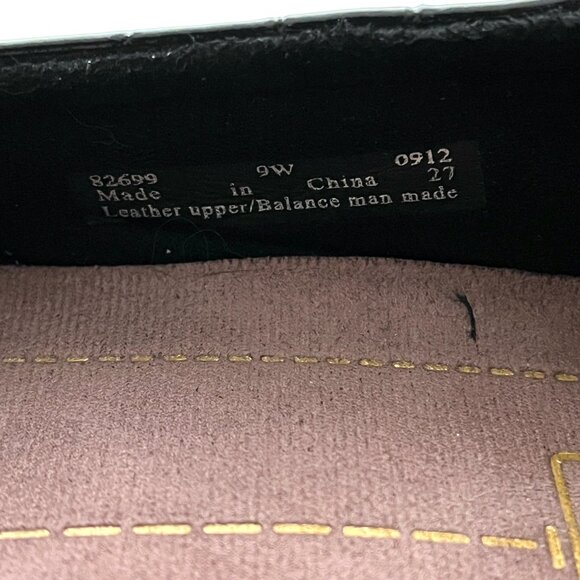 82699 9W 0912
Made in China 27
Leather upper/Balance man made